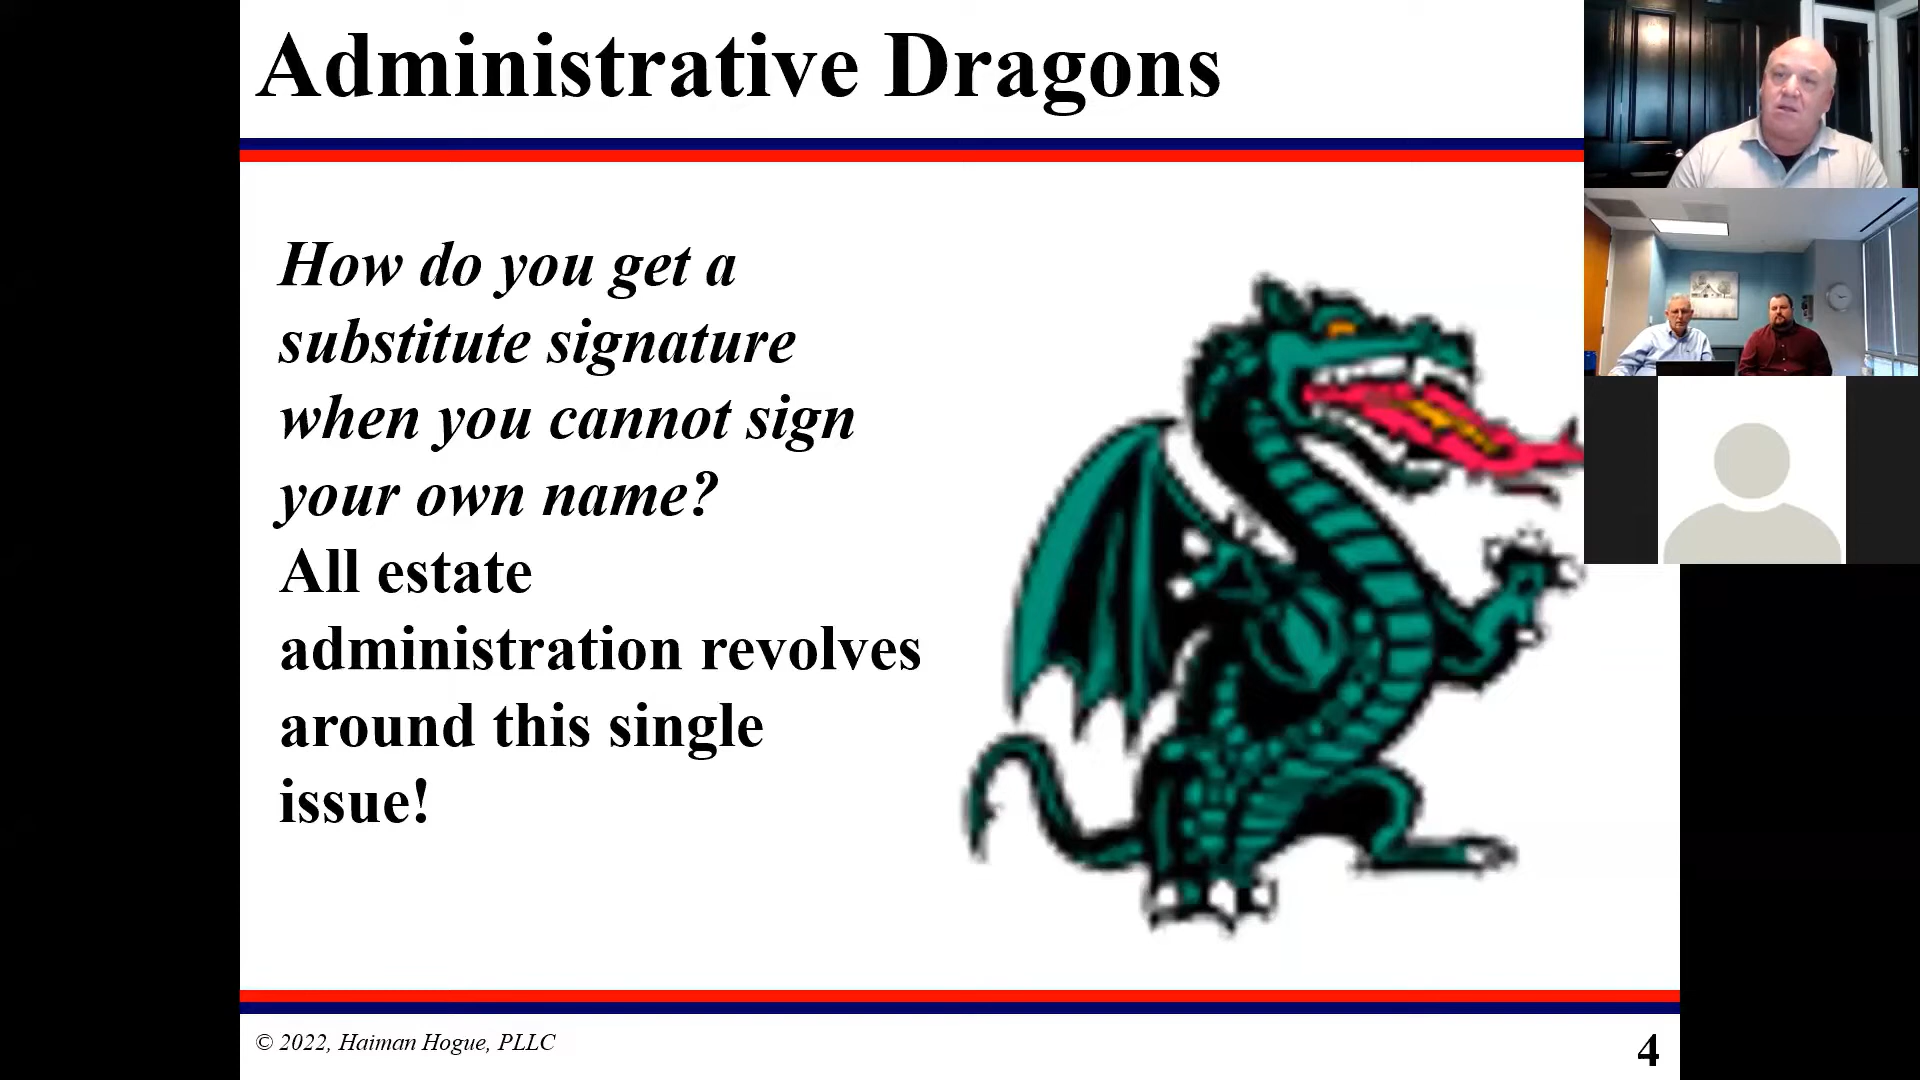 Administrative Dragons
How do you get a
substitute signature
when you cannot sign
your own name?
All estate
administration revolves
around this single
issue!
© 2022, Haiman Hogue, PLLC
4